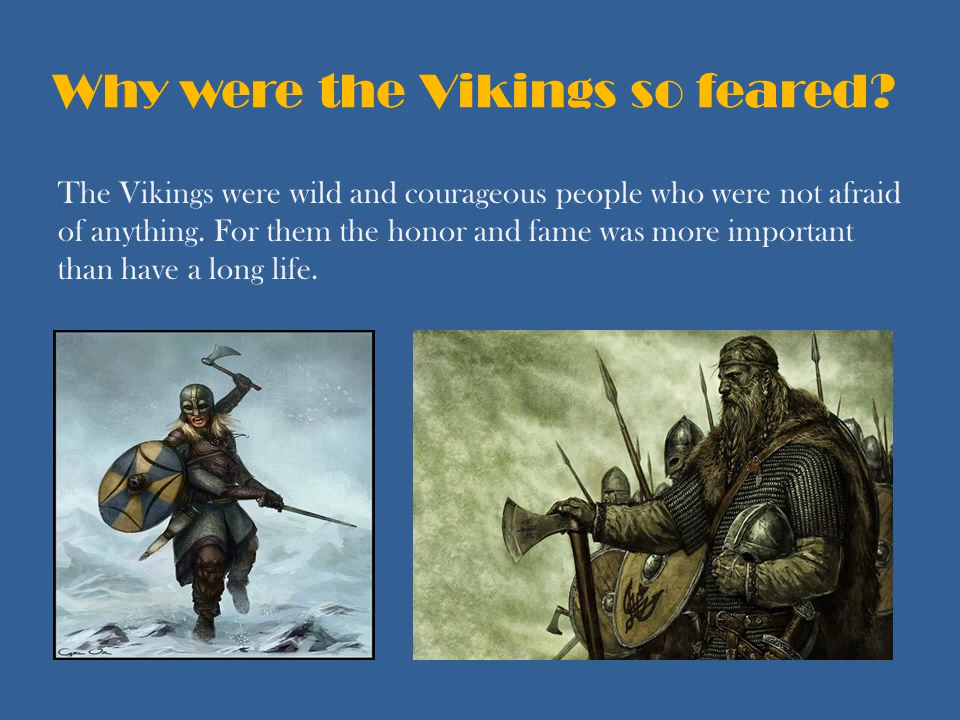 Why were the Vikings so feared?
The Vikings were wild and courageous people who were not afraid
of anything. For them the honor and fame was more important
than have a long life.